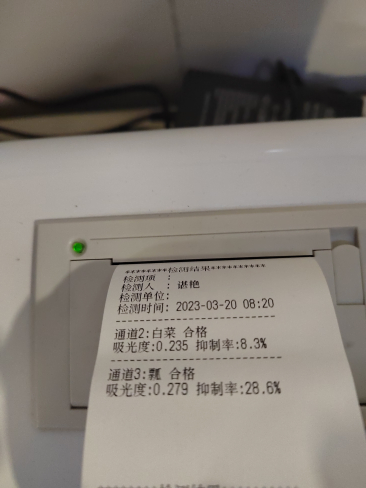 ********检测结果**********
检测项 :
检测人 : 谌艳
检测单位:
检测时间: 2023-03-20 08:20
--------------------------
通道2:白菜 合格
吸光度:0.235 抑制率:8.3%
--------------------------
通道3:瓢 合格
吸光度:0.279 抑制率:28.6%